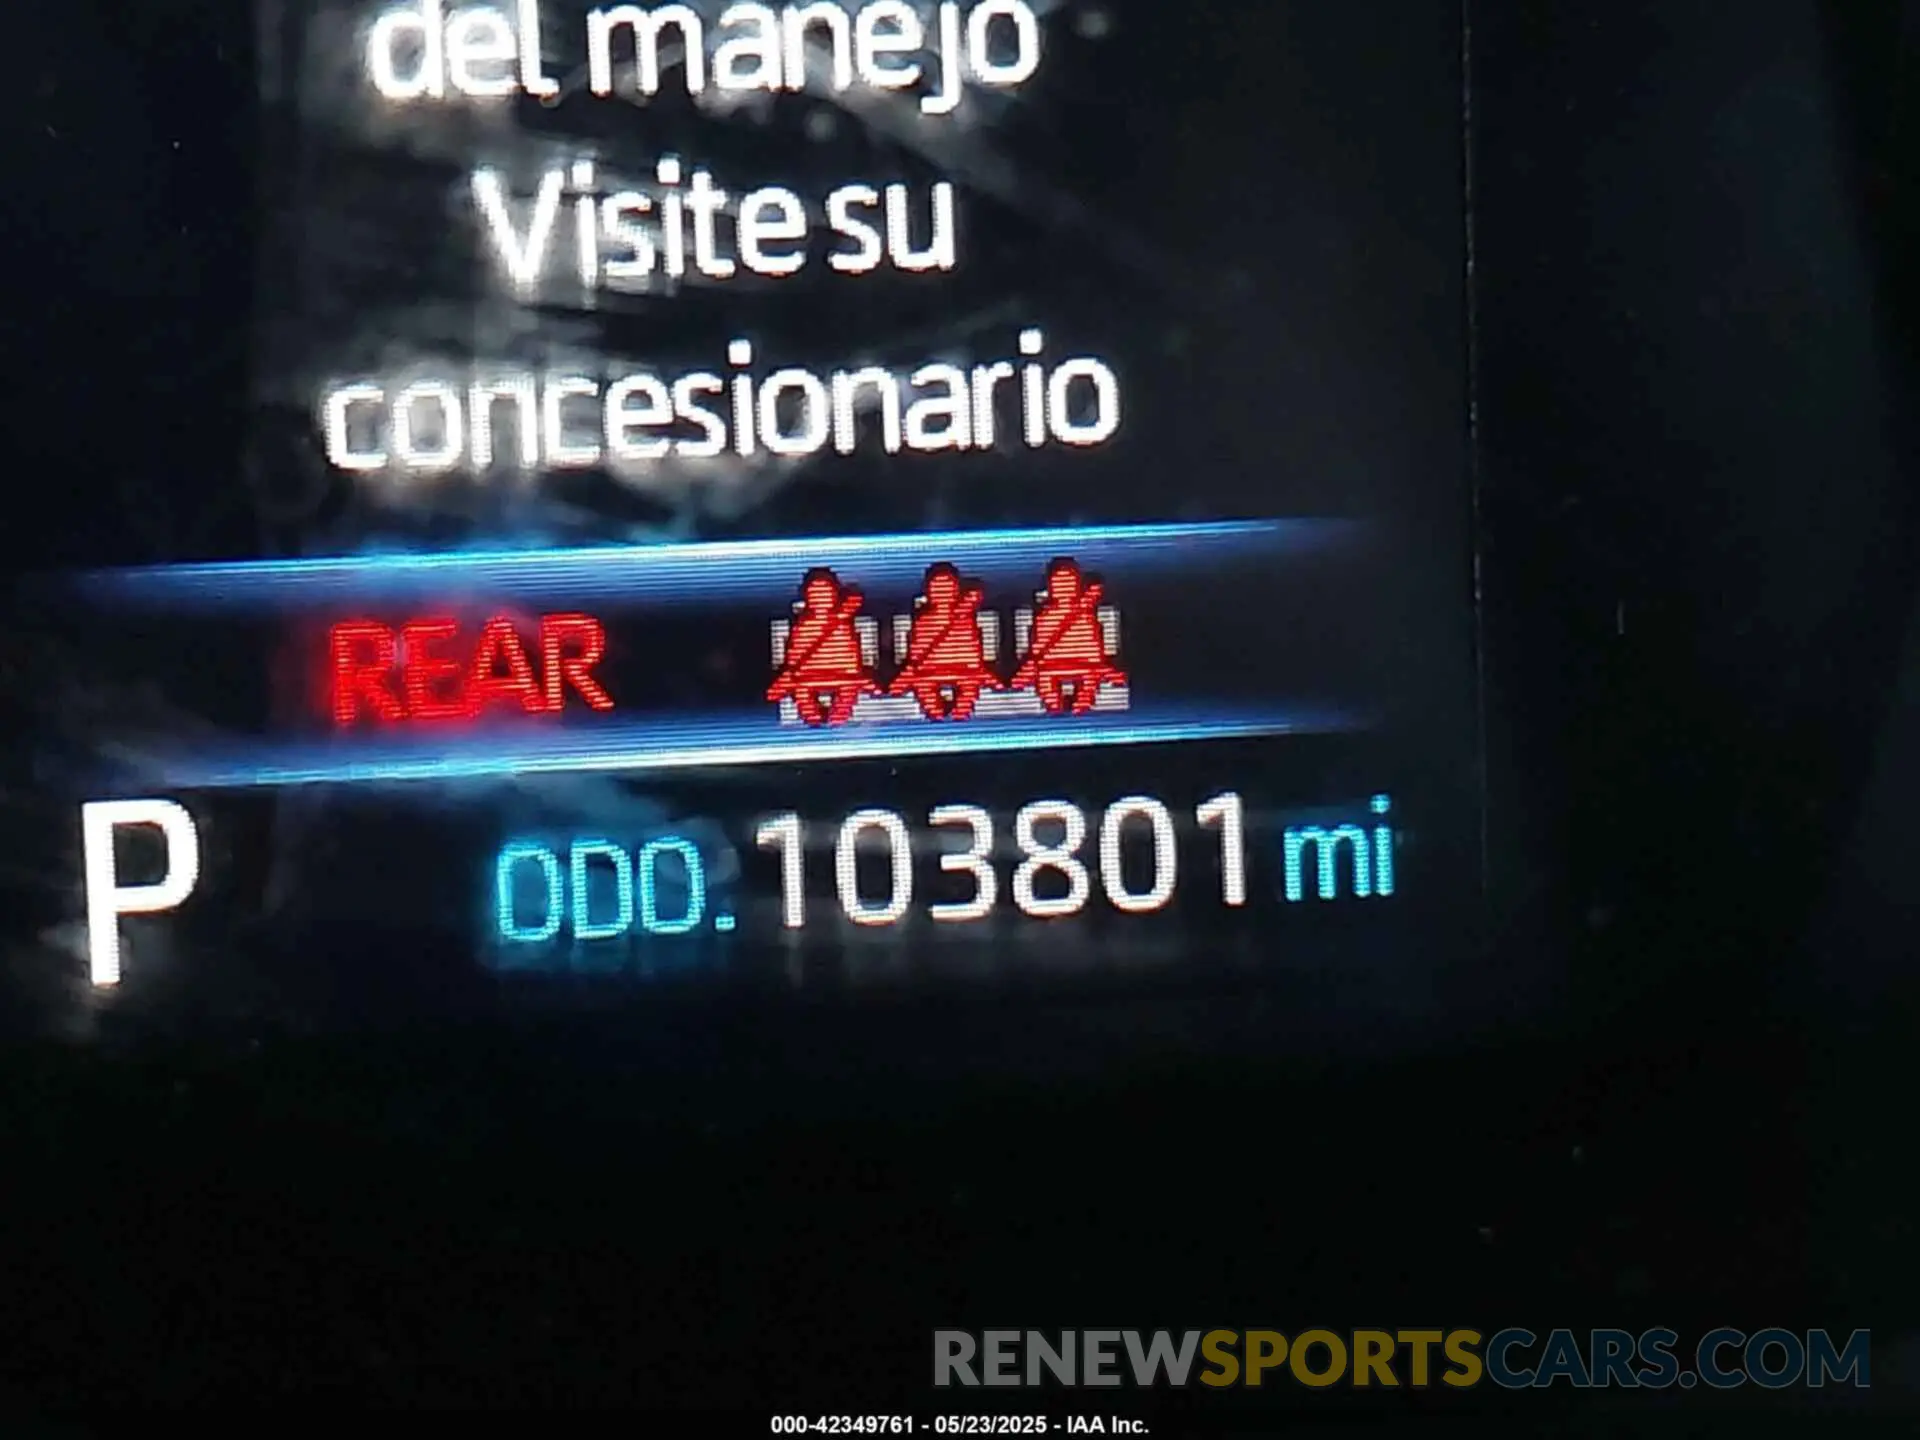 del manejo
Visite su
concesionario
REAR
P ODO. 103801 mi
RENEWSPORTSCARS.COM
000-42349761 - 05/23/2025 - IAA Inc.